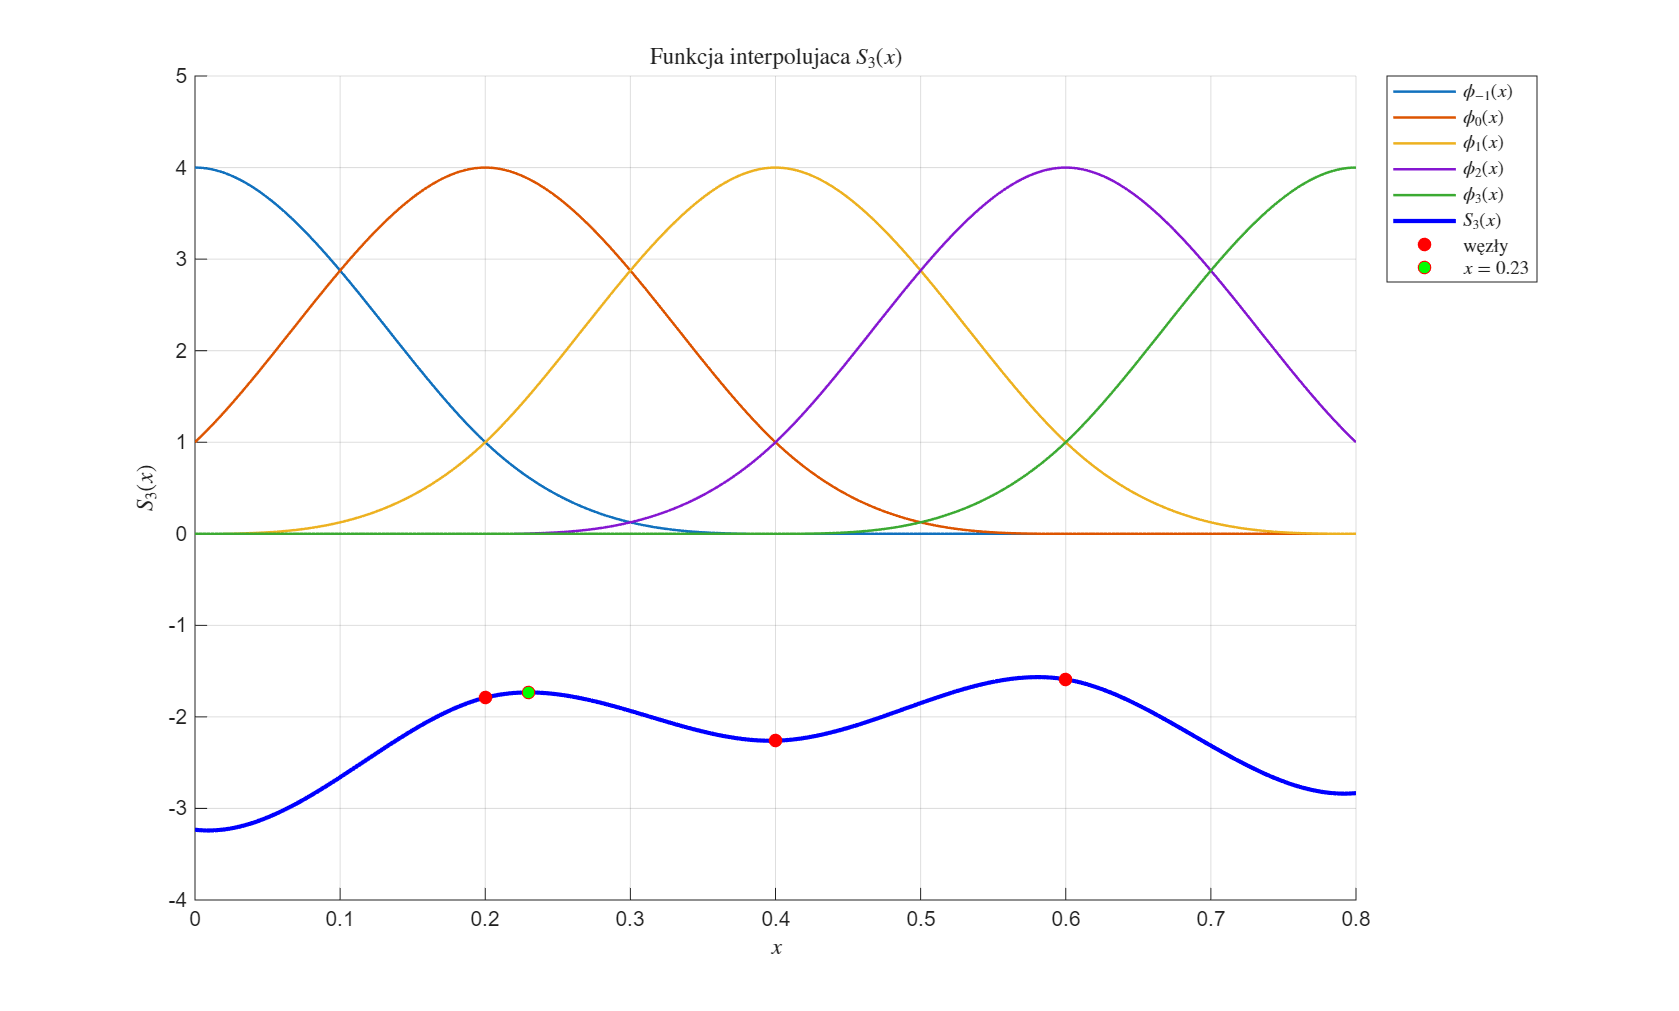 Funkcja interpolujaca S₃(x)
5
4
3
2
1
0
-1
-2
-3
-4
S₃(x)
0 0.1 0.2 0.3 0.4 0.5 0.6 0.7 0.8
x
ϕ₋₁(x)
ϕ₀(x)
ϕ₁(x)
ϕ₂(x)
ϕ₃(x)
S₃(x)
węzły
x = 0.23